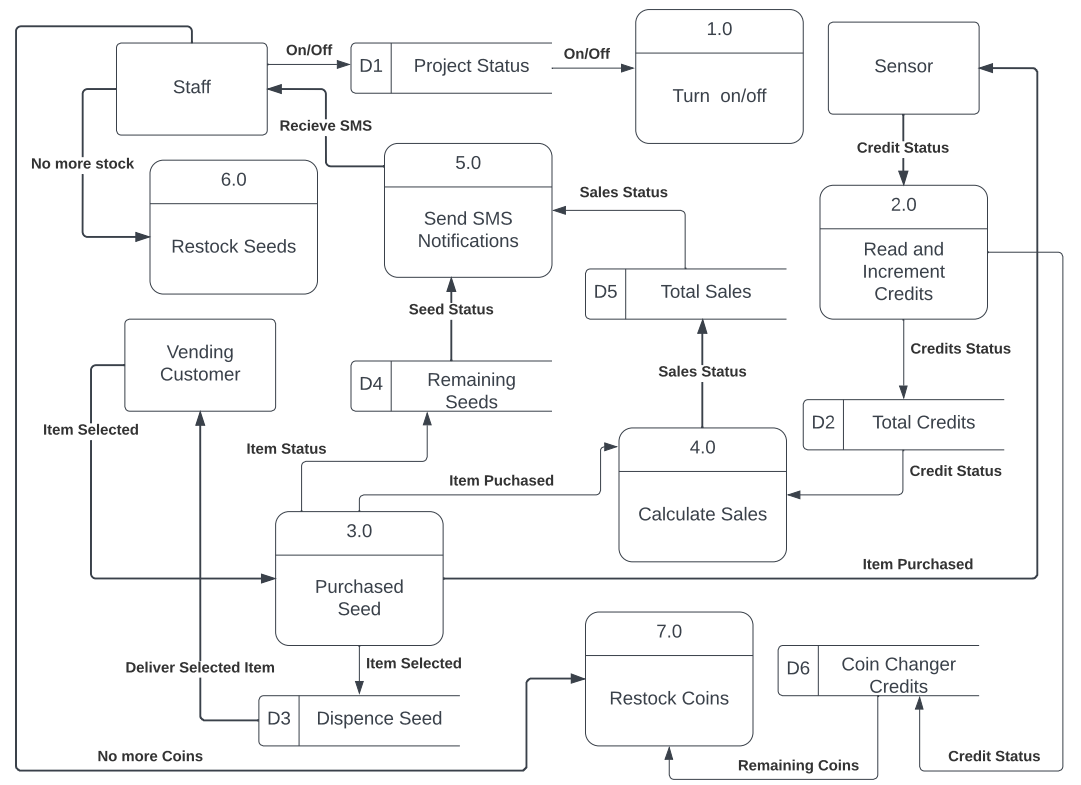 1.0
On/Off
D1
Project Status
On/Off
Turn on/off
Staff
Sensor
Recieve SMS
Credit Status
No more stock
5.0
6.0
Send SMS
Notifications
Sales Status
2.0
Restock Seeds
Read and
Increment
Credits
D5
Total Sales
Seed Status
Vending
Customer
Credits Status
D4
Remaining
Seeds
Sales Status
Item Selected
D2
Total Credits
Item Status
4.0
Credit Status
Item Puchased
Calculate Sales
3.0
Item Purchased
Purchased
Seed
7.0
Deliver Selected Item
Item Selected
D6
Coin Changer
Credits
Restock Coins
D3
Dispence Seed
No more Coins
Remaining Coins
Credit Status